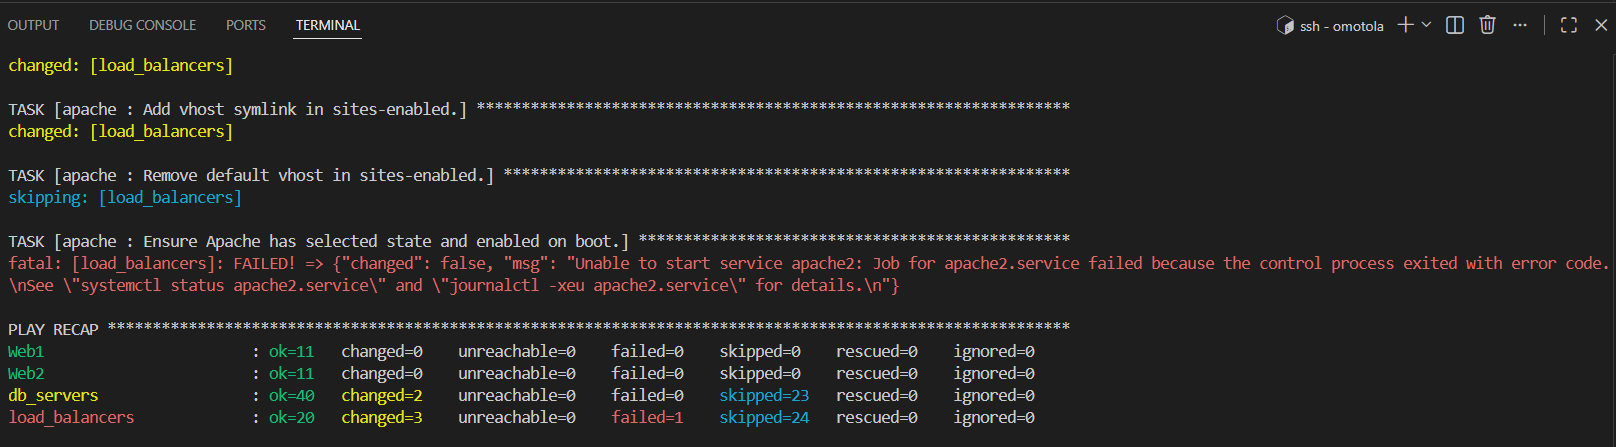 OUTPUT DEBUG CONSOLE PORTS TERMINAL ssh - omotola
changed: [load_balancers]
TASK [apache : Add vhost symlink in sites-enabled.] ******************************************************************
changed: [load_balancers]
TASK [apache : Remove default vhost in sites-enabled.] ***************************************************************
skipping: [load_balancers]
TASK [apache : Ensure Apache has selected state and enabled on boot.] ************************************************
fatal: [load_balancers]: FAILED! => {"changed": false, "msg": "Unable to start service apache2: Job for apache2.service failed because the control process exited with error code.
\nSee \"systemctl status apache2.service\" and \"journalctl -xeu apache2.service\" for details.\n"}
PLAY RECAP ***********************************************************************************************************
Web1 : ok=11 changed=0 unreachable=0 failed=0 skipped=0 rescued=0 ignored=0
Web2 : ok=11 changed=0 unreachable=0 failed=0 skipped=0 rescued=0 ignored=0
db_servers : ok=40 changed=2 unreachable=0 failed=0 skipped=23 rescued=0 ignored=0
load_balancers : ok=20 changed=3 unreachable=0 failed=1 skipped=24 rescued=0 ignored=0